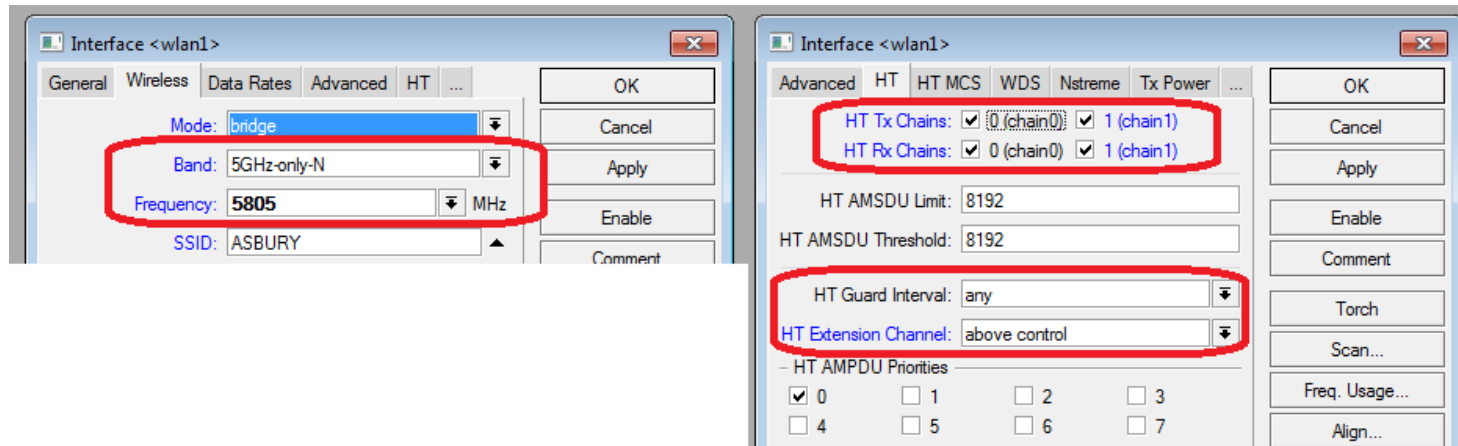 Interface <wlan1>
General Wireless Data Rates Advanced HT ...
OK
Mode: bridge
Cancel
Band: 5GHz-only-N
Apply
Frequency: 5805 MHz
Enable
SSID: ASBURY
Comment
Interface <wlan1>
Advanced HT HT MCS WDS Nstreme Tx Power ...
OK
HT Tx Chains: 0 (chain0) 1 (chain1)
Cancel
HT Rx Chains: 0 (chain0) 1 (chain1)
Apply
HT AMSDU Limit: 8192
Enable
HT AMSDU Threshold: 8192
Comment
HT Guard Interval: any
Torch
HT Extension Channel: above control
Scan...
HT AMPDU Priorities
0 1 2 3
Freq. Usage...
4 5 6 7
Align...